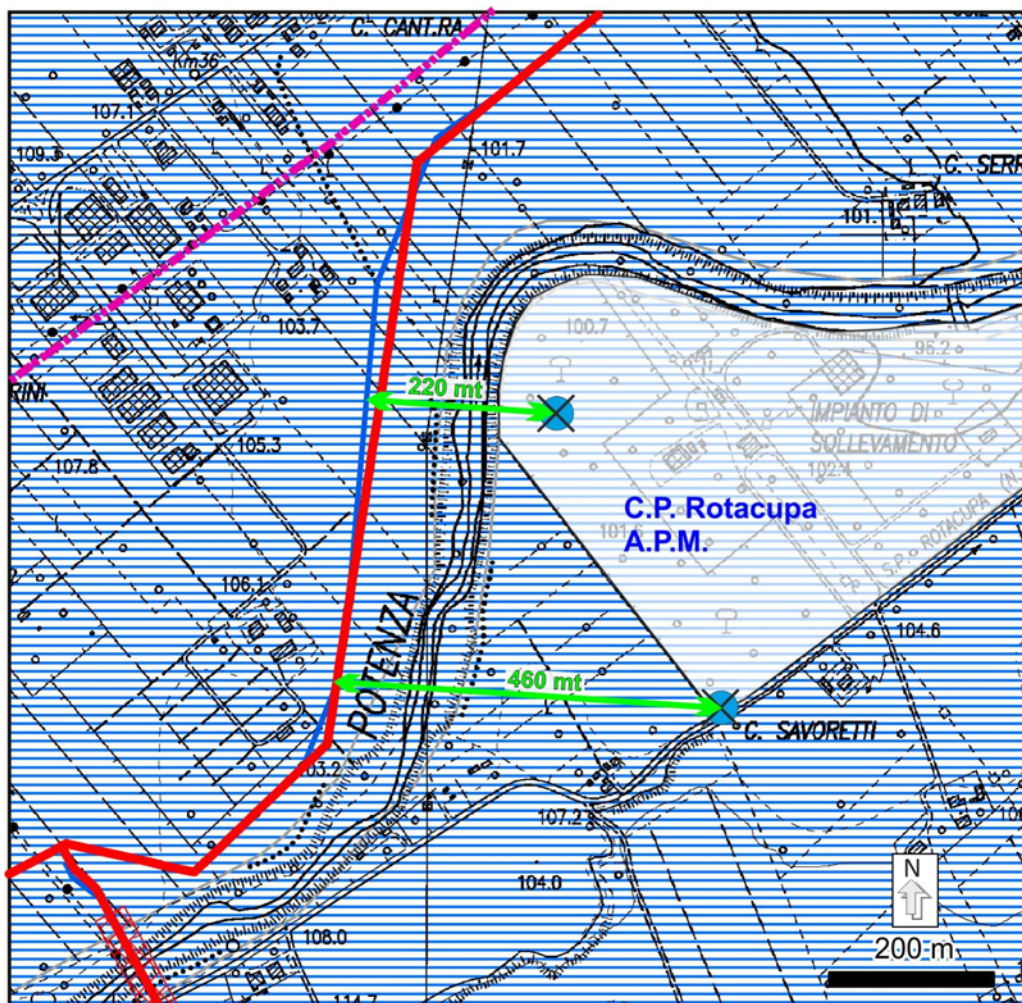 C. CANT.RA
Km36
107.1
109.3
101.7
C. SERR
101.
103.7
100.7
96.2
RINI
220 mt
IMPIANTO DI
SOLLEVAMENTO
105.3
107.8
102.4
C.P. Rotacupa
A.P.M.
101.6
S.P. ROTACUPA (N.
106.1
POTENZA
104.6
460 mt
C. SAVORETTI
103.2
107.2
104.0
N
108.0
200 m.
114.7